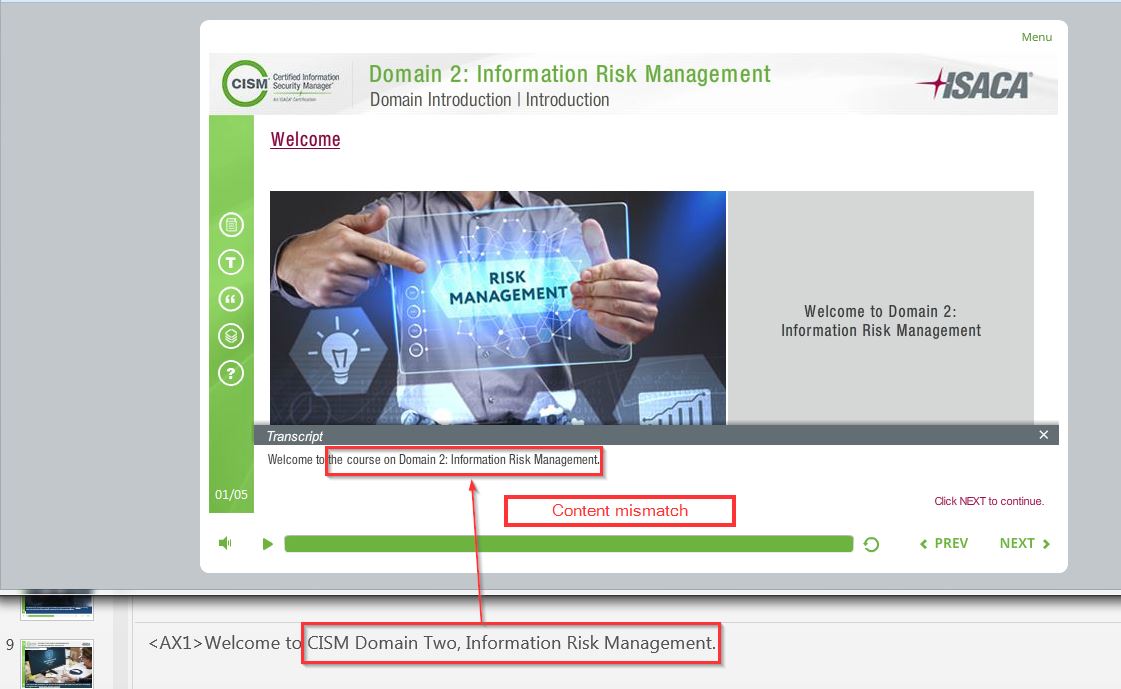 Menu
CISM
Certified Information
Security Manager®
An ISACA® Certification
Domain 2: Information Risk Management
Domain Introduction | Introduction
ISACA®
Welcome
RISK
MANAGEMENT
Welcome to Domain 2:
Information Risk Management
T
“
?
Transcript
Welcome to the course on Domain 2: Information Risk Management.
01/05
Click NEXT to continue.
Content mismatch
PREV
NEXT
9
<AX1>Welcome to CISM Domain Two, Information Risk Management.